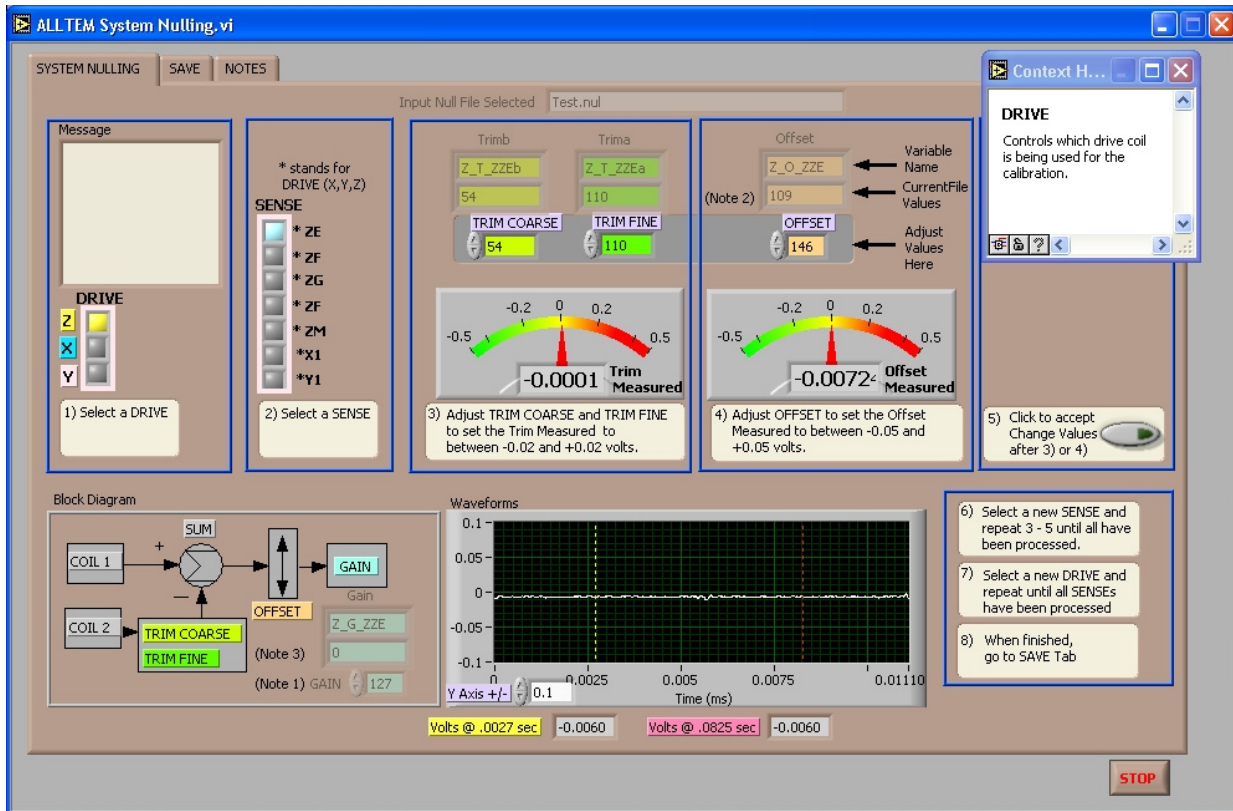 ALLTEM System Nulling.vi
SYSTEM NULLING
SAVE
NOTES
Input Null File Selected
Test.nul
Message
DRIVE
Z
X
Y
1) Select a DRIVE
* stands for
DRIVE (X,Y,Z)
SENSE
* ZE
* ZF
* ZG
* ZF
* ZM
*X1
*Y1
2) Select a SENSE
Trimb
Trima
Z_T_ZZEb
Z_T_ZZEa
54
110
TRIM COARSE
TRIM FINE
54
110
-0.5
-0.2
0
0.2
0.5
-0.0001
Trim
Measured
3) Adjust TRIM COARSE and TRIM FINE
to set the Trim Measured to
between -0.02 and +0.02 volts.
Offset
Z_O_ZZE
Variable
Name
(Note 2)
109
CurrentFile
Values
OFFSET
146
Adjust
Values
Here
-0.5
-0.2
0
0.2
0.5
-0.00724
Offset
Measured
4) Adjust OFFSET to set the Offset
Measured to between -0.05 and
+0.05 volts.
Context H...
DRIVE
Controls which drive coil
is being used for the
calibration.
?
5) Click to accept
Change Values
after 3) or 4)
Block Diagram
SUM
+
−
COIL 1
COIL 2
TRIM COARSE
TRIM FINE
OFFSET
GAIN
Gain
Z_G_ZZE
(Note 3)
0
(Note 1) GAIN
127
Waveforms
0.1
0.05
0
-0.05
-0.1
0
0.0025
0.005
0.0075
0.01110
Time (ms)
Y Axis +/-
0.1
Volts @ .0027 sec
-0.0060
Volts @ .0825 sec
-0.0060
6) Select a new SENSE and
repeat 3 - 5 until all have
been processed.
7) Select a new DRIVE and
repeat until all SENSEs
have been processed
8) When finished,
go to SAVE Tab
STOP